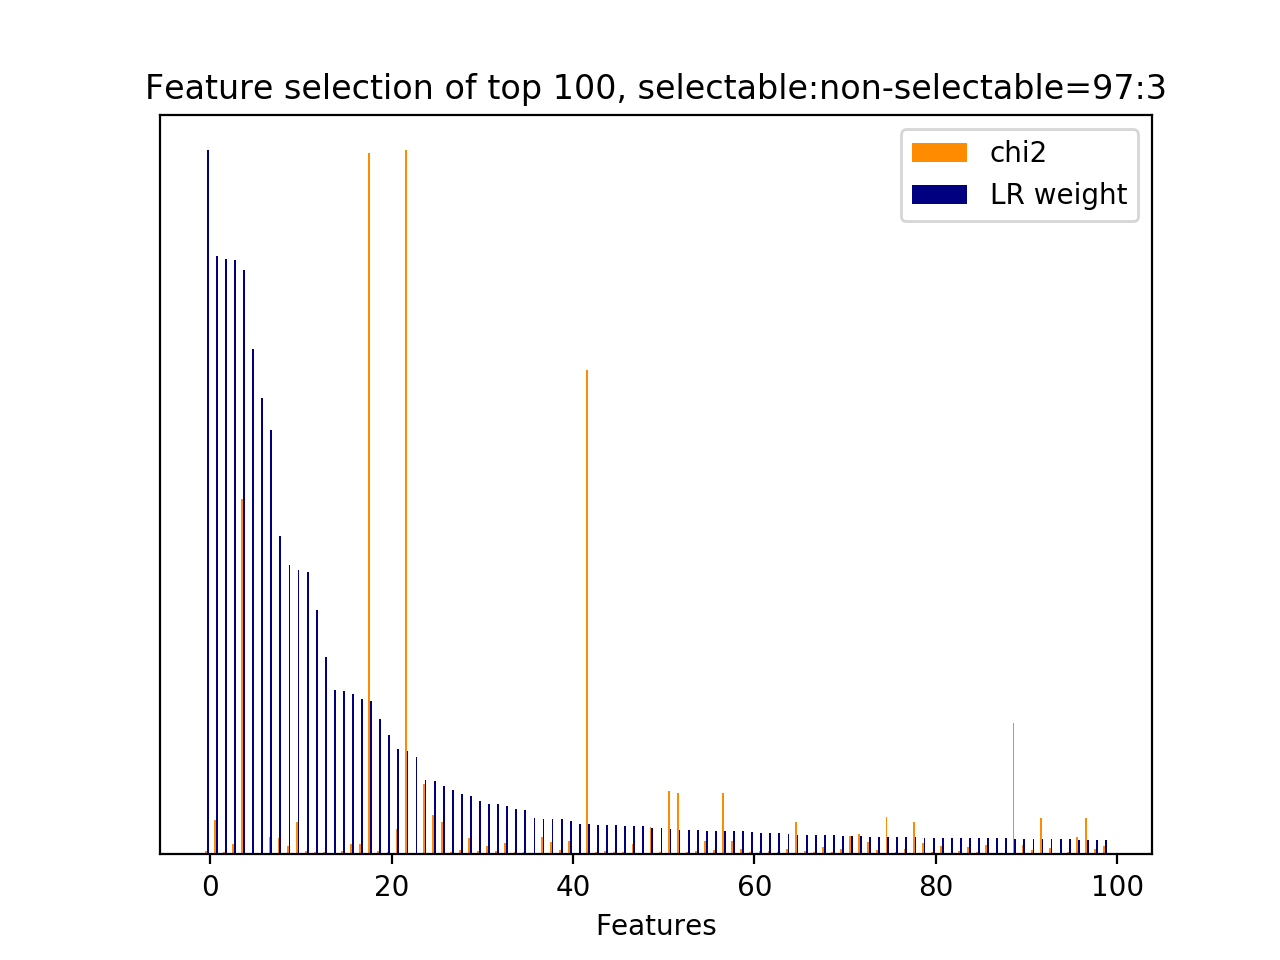 Feature selection of top 100, selectable:non-selectable=97:3
chi2
LR weight
0 20 40 60 80 100
Features